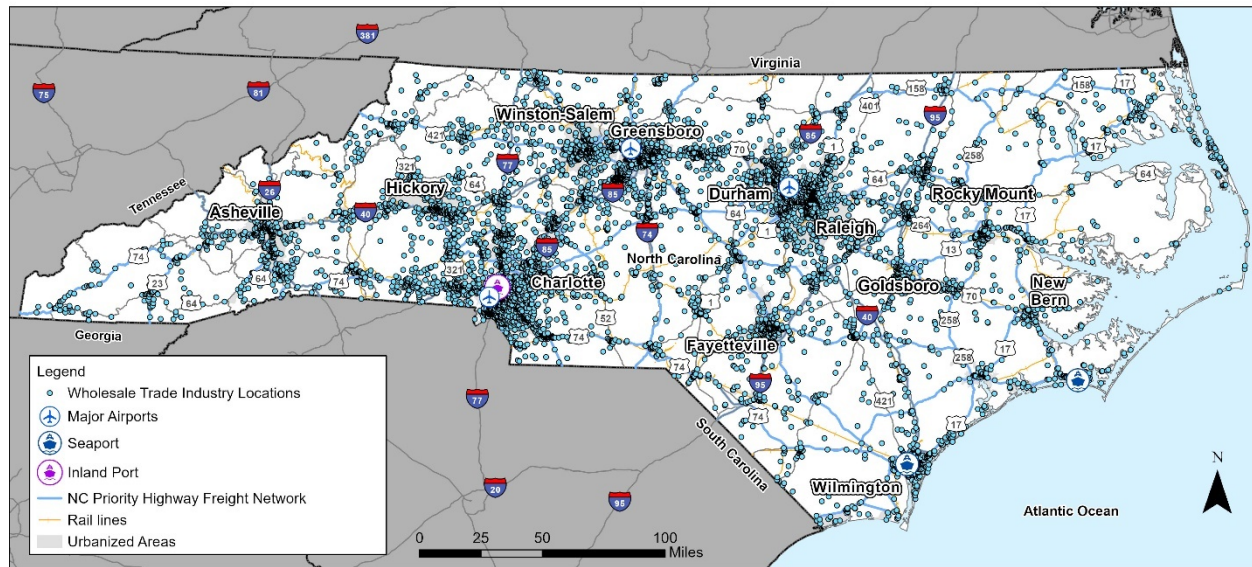 381
Virginia
75
81
158
17
401
158
95
Winston-Salem
Greensboro
421
85
1
70
258
17
77
321
64
Hickory
85
Durham
64
Rocky Mount
64
26
Tennessee
40
Asheville
64
17
Raleigh
264
74
1
13
74
85
North Carolina
23
64
64
74
321
Charlotte
Goldsboro
70
New
Bern
1
Georgia
40
258
52
74
Fayetteville
17
258
Legend
Wholesale Trade Industry Locations
Major Airports
Seaport
Inland Port
NC Priority Highway Freight Network
Rail lines
Urbanized Areas
74
95
77
421
74
17
South Carolina
N
Wilmington
20
95
Atlantic Ocean
0 25 50 100
Miles